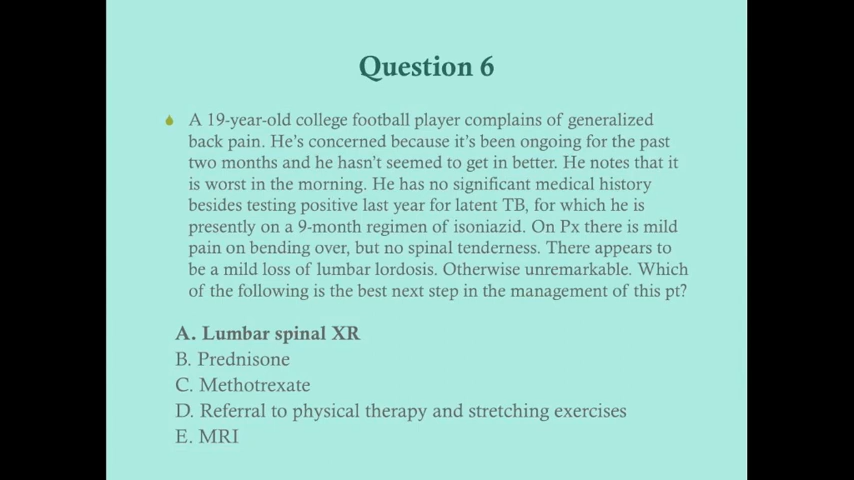 Question 6
A 19-year-old college football player complains of generalized
back pain. He's concerned because it's been ongoing for the past
two months and he hasn't seemed to get in better. He notes that it
is worst in the morning. He has no significant medical history
besides testing positive last year for latent TB, for which he is
presently on a 9-month regimen of isoniazid. On Px there is mild
pain on bending over, but no spinal tenderness. There appears to
be a mild loss of lumbar lordosis. Otherwise unremarkable. Which
of the following is the best next step in the management of this pt?
A. Lumbar spinal XR
B. Prednisone
C. Methotrexate
D. Referral to physical therapy and stretching exercises
E. MRI